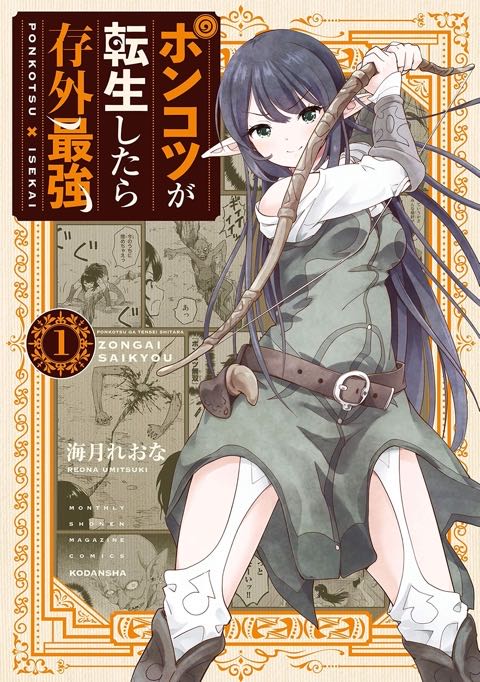 ポンコツが
転生したら
存外【最強】
PONKOTSU × ISEKAI
1
PONKOTSU GA TENSEI SHITARA
ZONGAI
SAIKYOU
海月れおな
REONA UMITSUKI
MONTHLY
SHONEN
MAGAZINE
COMICS
KODANSHA